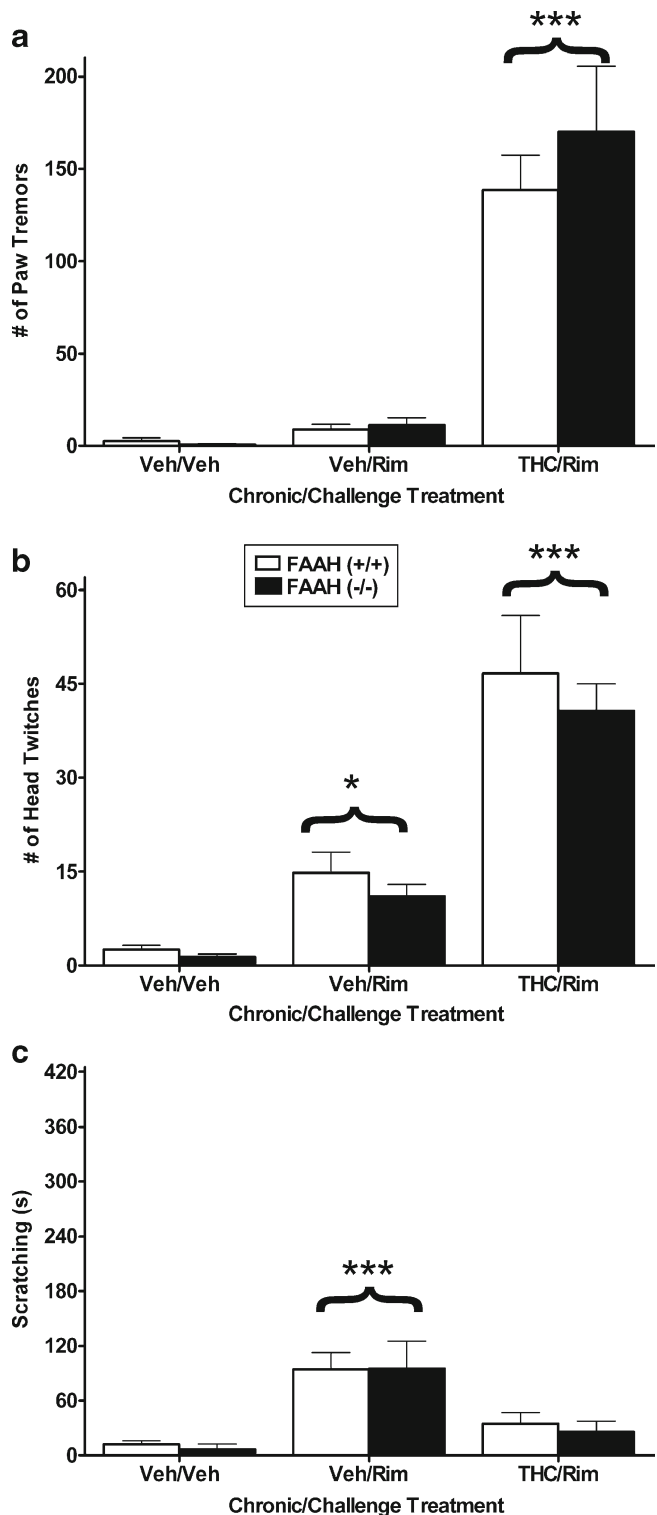 a
***
200
150
100
50
0
# of Paw Tremors
Veh/Veh Veh/Rim THC/Rim
Chronic/Challenge Treatment
b
FAAH (+/+)
FAAH (-/-)
***
*
60
45
30
15
0
# of Head Twitches
Veh/Veh Veh/Rim THC/Rim
Chronic/Challenge Treatment
c
420
360
300
240
180
120
60
0
Scratching (s)
***
Veh/Veh Veh/Rim THC/Rim
Chronic/Challenge Treatment